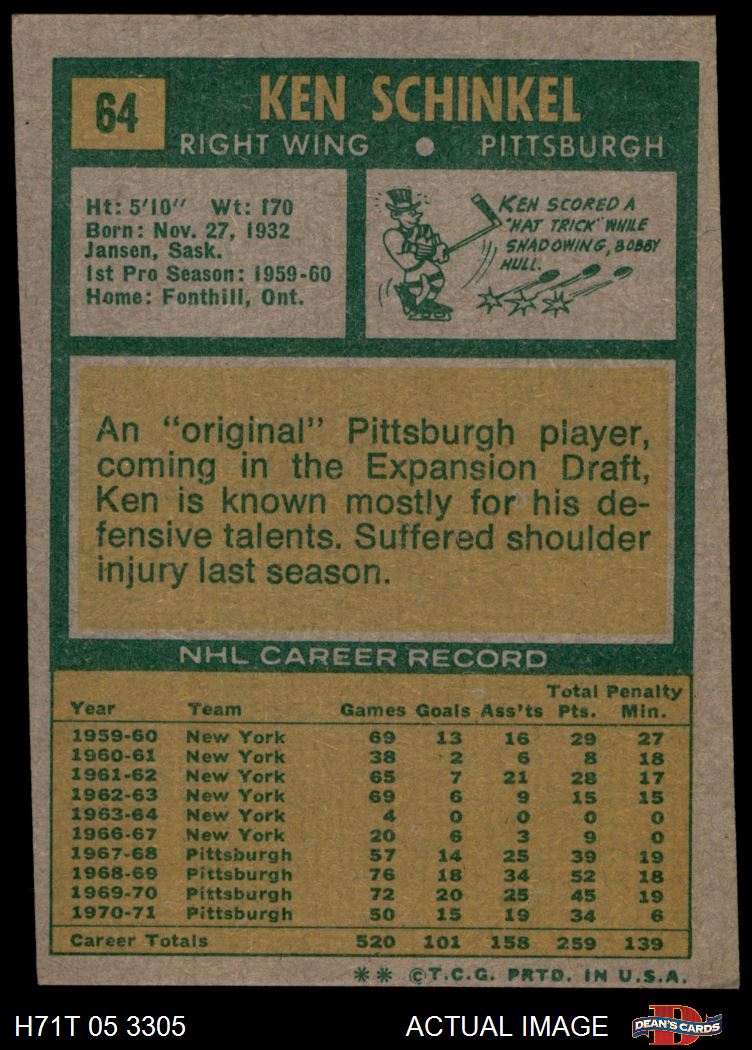 64
KEN SCHINKEL
RIGHT WING ● PITTSBURGH
Ht: 5'10" Wt: 170
Born: Nov. 27, 1932
Jansen, Sask.
1st Pro Season: 1959-60
Home: Fonthill, Ont.
KEN SCORED A
"HAT TRICK" WHILE
SHADOWING, BOBBY
HULL.
An "original" Pittsburgh player,
coming in the Expansion Draft,
Ken is known mostly for his de-
fensive talents. Suffered shoulder
injury last season.
NHL CAREER RECORD
Total Penalty
Year Team Games Goals Ass'ts Pts. Min.
1959-60 New York 69 13 16 29 27
1960-61 New York 38 2 6 8 18
1961-62 New York 65 7 21 28 17
1962-63 New York 69 6 9 15 15
1963-64 New York 4 0 0 0 0
1966-67 New York 20 6 3 9 0
1967-68 Pittsburgh 57 14 25 39 19
1968-69 Pittsburgh 76 18 34 52 18
1969-70 Pittsburgh 72 20 25 45 19
1970-71 Pittsburgh 50 15 19 34 6
Career Totals 520 101 158 259 139
** ©T.C.G. PRTD. IN U.S.A.
H71T 05 3305 ACTUAL IMAGE D DEAN'S CARDS